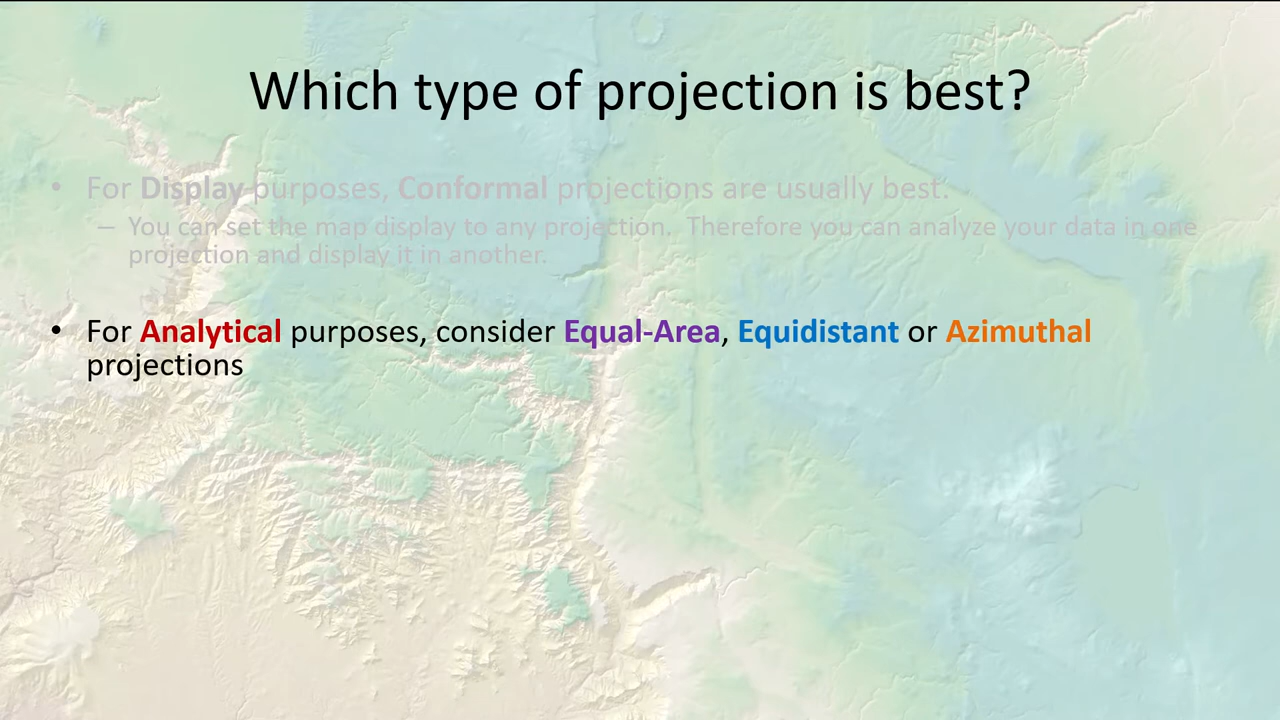 Which type of projection is best?
• For Display purposes, Conformal projections are usually best.
– You can set the map display to any projection.  Therefore you can analyze your data in one
projection and display it in another.
• For Analytical purposes, consider Equal-Area, Equidistant or Azimuthal
projections